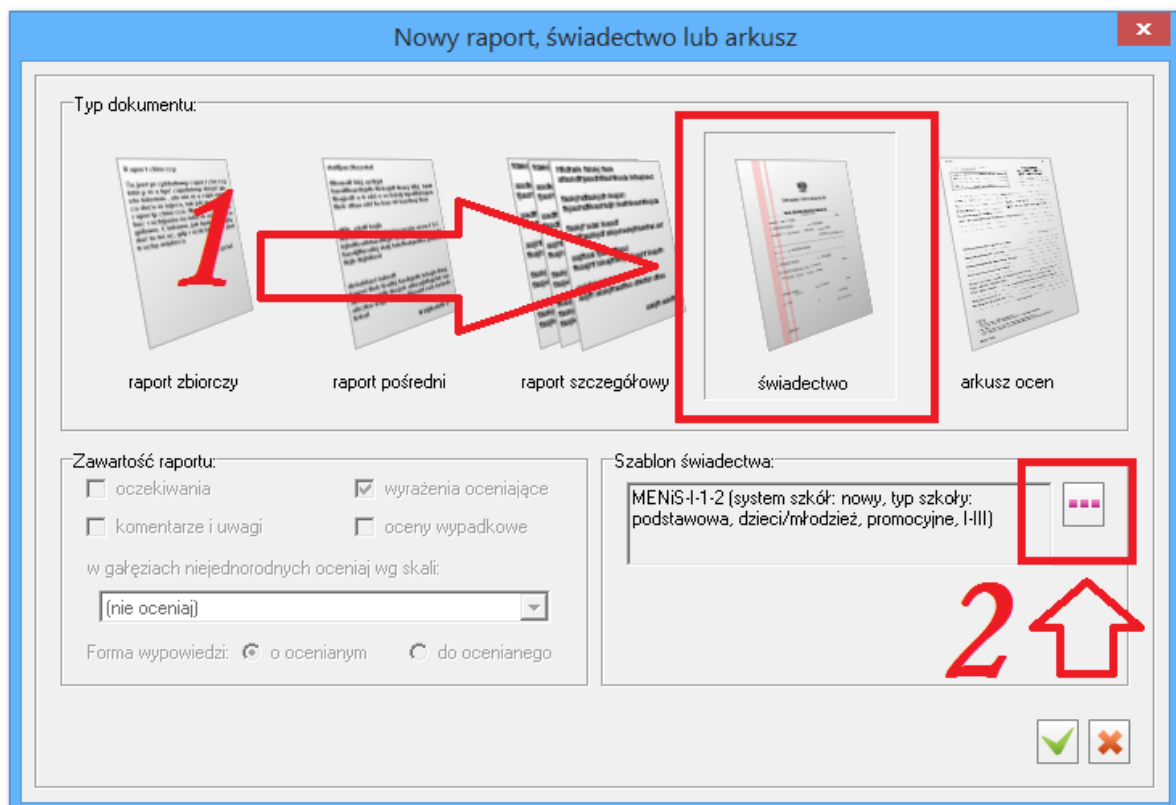 Nowy raport, świadectwo lub arkusz
x
Typ dokumentu:
Raport zbiorczy
1
raport zbiorczy
raport pośredni
raport szczegółowy
świadectwo
arkusz ocen
Zawartość raportu:
oczekiwania
wyrażenia oceniające
komentarze i uwagi
oceny wypadkowe
w gałęziach niejednorodnych oceniaj wg skali:
(nie oceniaj)
Forma wypowiedzi:
o ocenianym
do ocenianego
Szablon świadectwa:
MENiS-I-1-2 (system szkół: nowy, typ szkoły:
podstawowa, dzieci/młodzież, promocyjne, I-III)
2